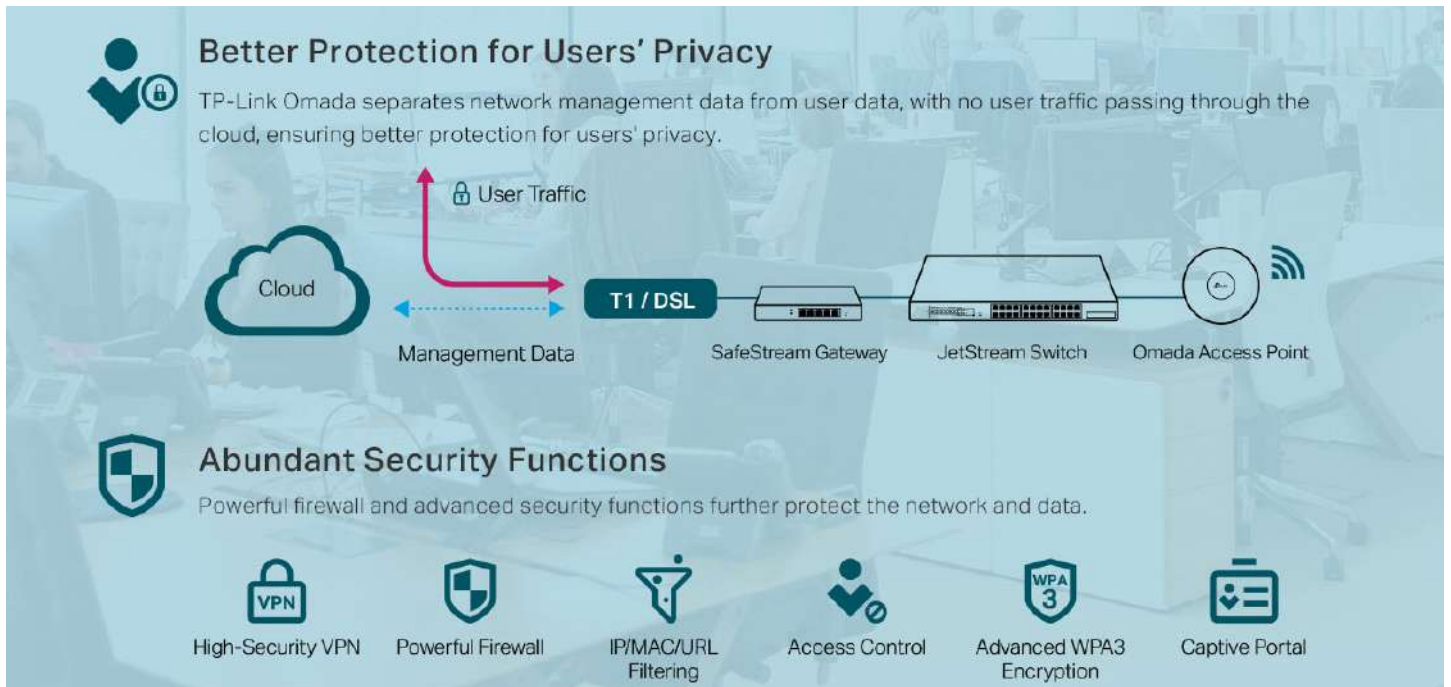 Better Protection for Users' Privacy
TP-Link Omada separates network management data from user data, with no user traffic passing through the
cloud, ensuring better protection for users' privacy.
User Traffic
Cloud
T1 / DSL
Management Data
SafeStream Gateway
JetStream Switch
Omada Access Point
Abundant Security Functions
Powerful firewall and advanced security functions further protect the network and data.
VPN
WPA
3
High-Security VPN
Powerful Firewall
IP/MAC/URL
Filtering
Access Control
Advanced WPA3
Encryption
Captive Portal